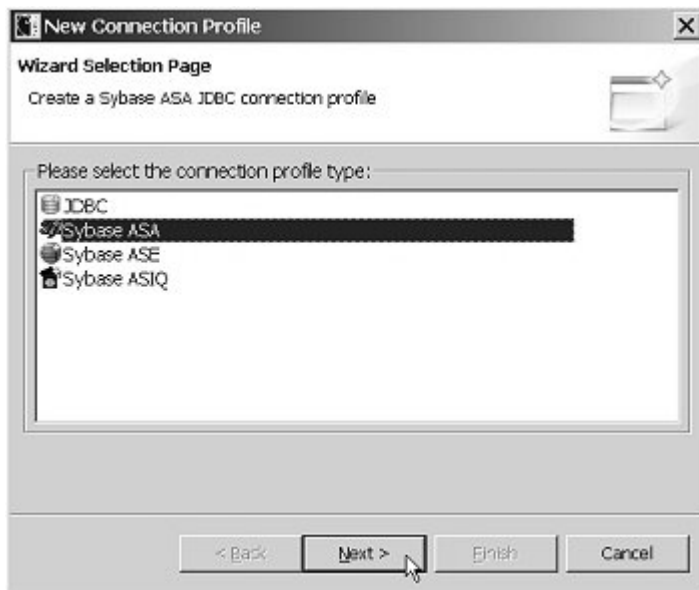 New Connection Profile
Wizard Selection Page
Create a Sybase ASA JDBC connection profile
Please select the connection profile type:
JDBC
Sybase ASA
Sybase ASE
Sybase ASIQ
< Back Next > Finish Cancel